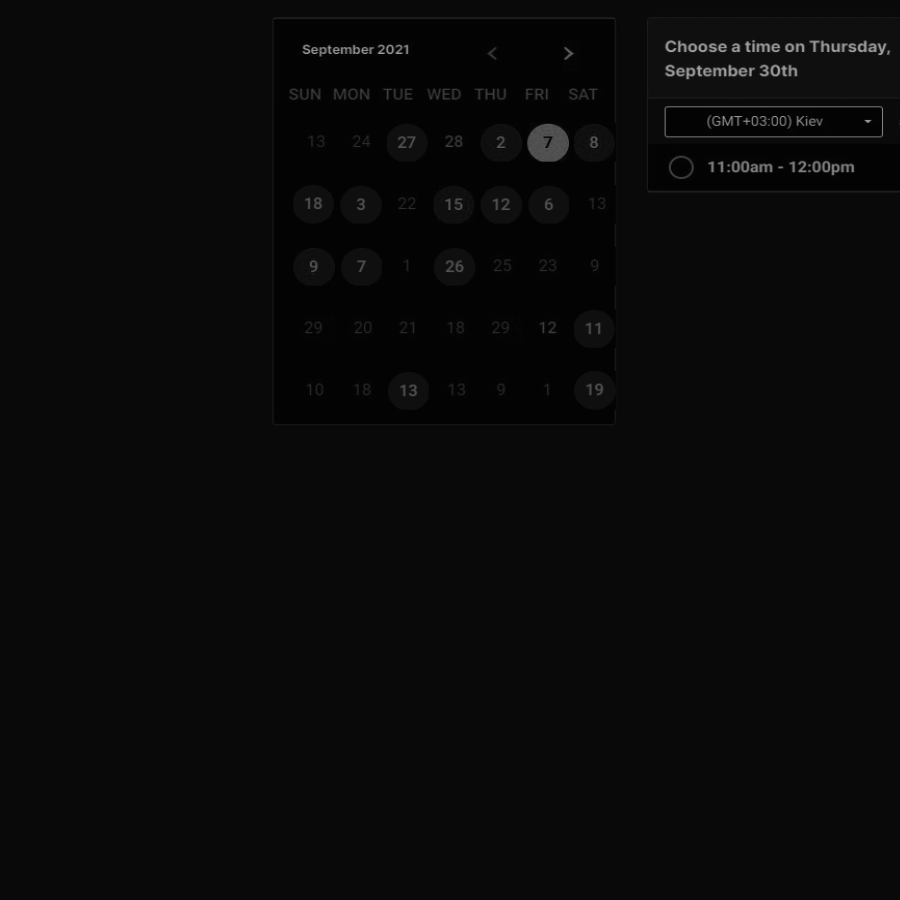 September 2021
SUN MON TUE WED THU FRI SAT
13 24 27 28 2 7 8
18 3 22 15 12 6 13
9 7 1 26 25 23 9
29 20 21 18 29 12 11
10 18 13 13 9 1 19
Choose a time on Thursday,
September 30th
(GMT+03:00) Kiev
11:00am - 12:00pm